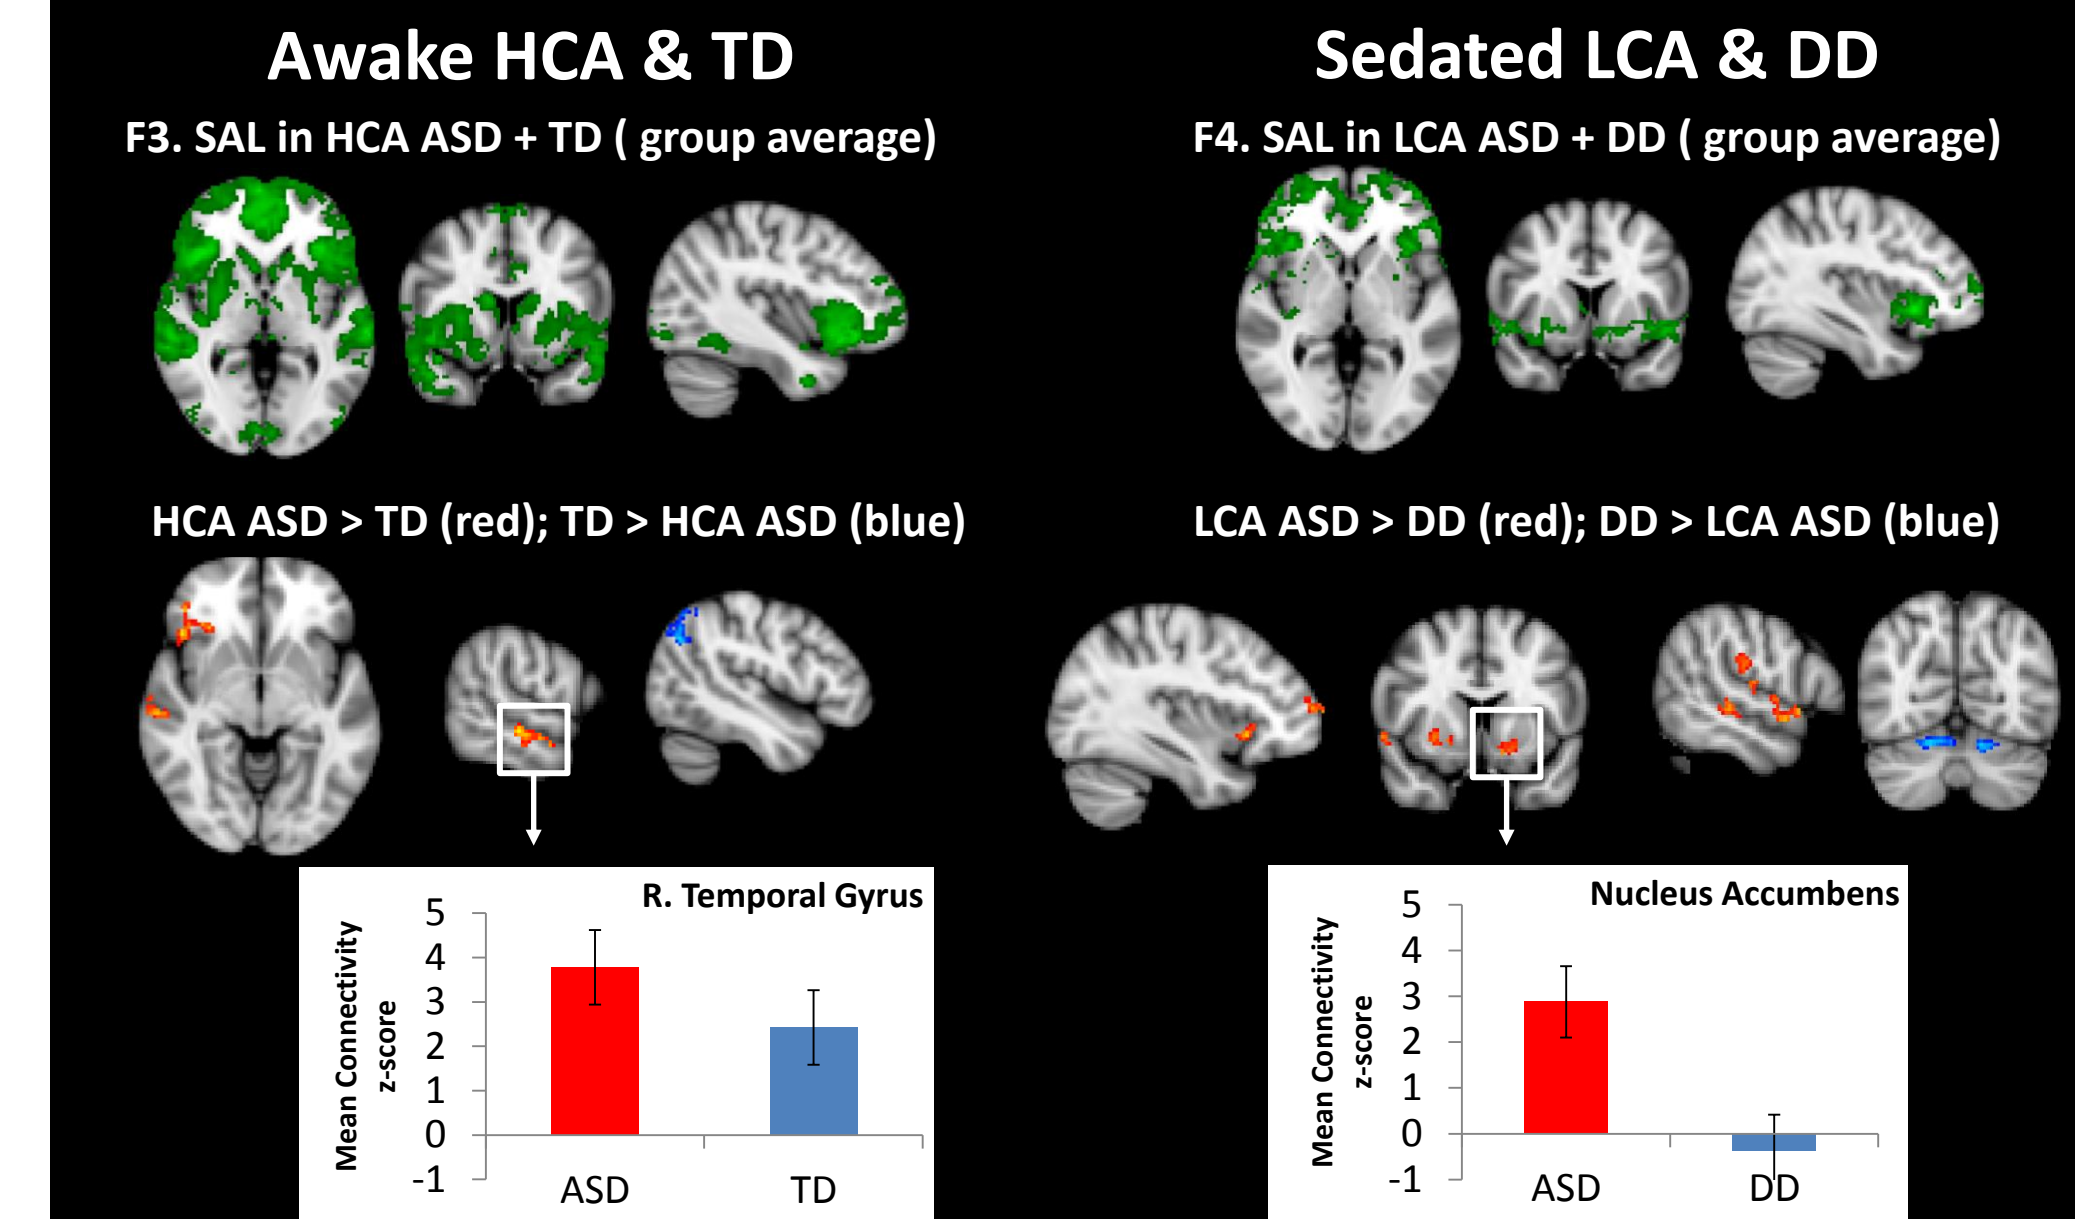 Awake HCA & TD
F3. SAL in HCA ASD + TD ( group average)
HCA ASD > TD (red); TD > HCA ASD (blue)
R. Temporal Gyrus
Mean Connectivity
z-score
5
4
3
2
1
0
-1
ASD
TD
Sedated LCA & DD
F4. SAL in LCA ASD + DD ( group average)
LCA ASD > DD (red); DD > LCA ASD (blue)
Nucleus Accumbens
Mean Connectivity
z-score
5
4
3
2
1
0
-1
ASD
DD